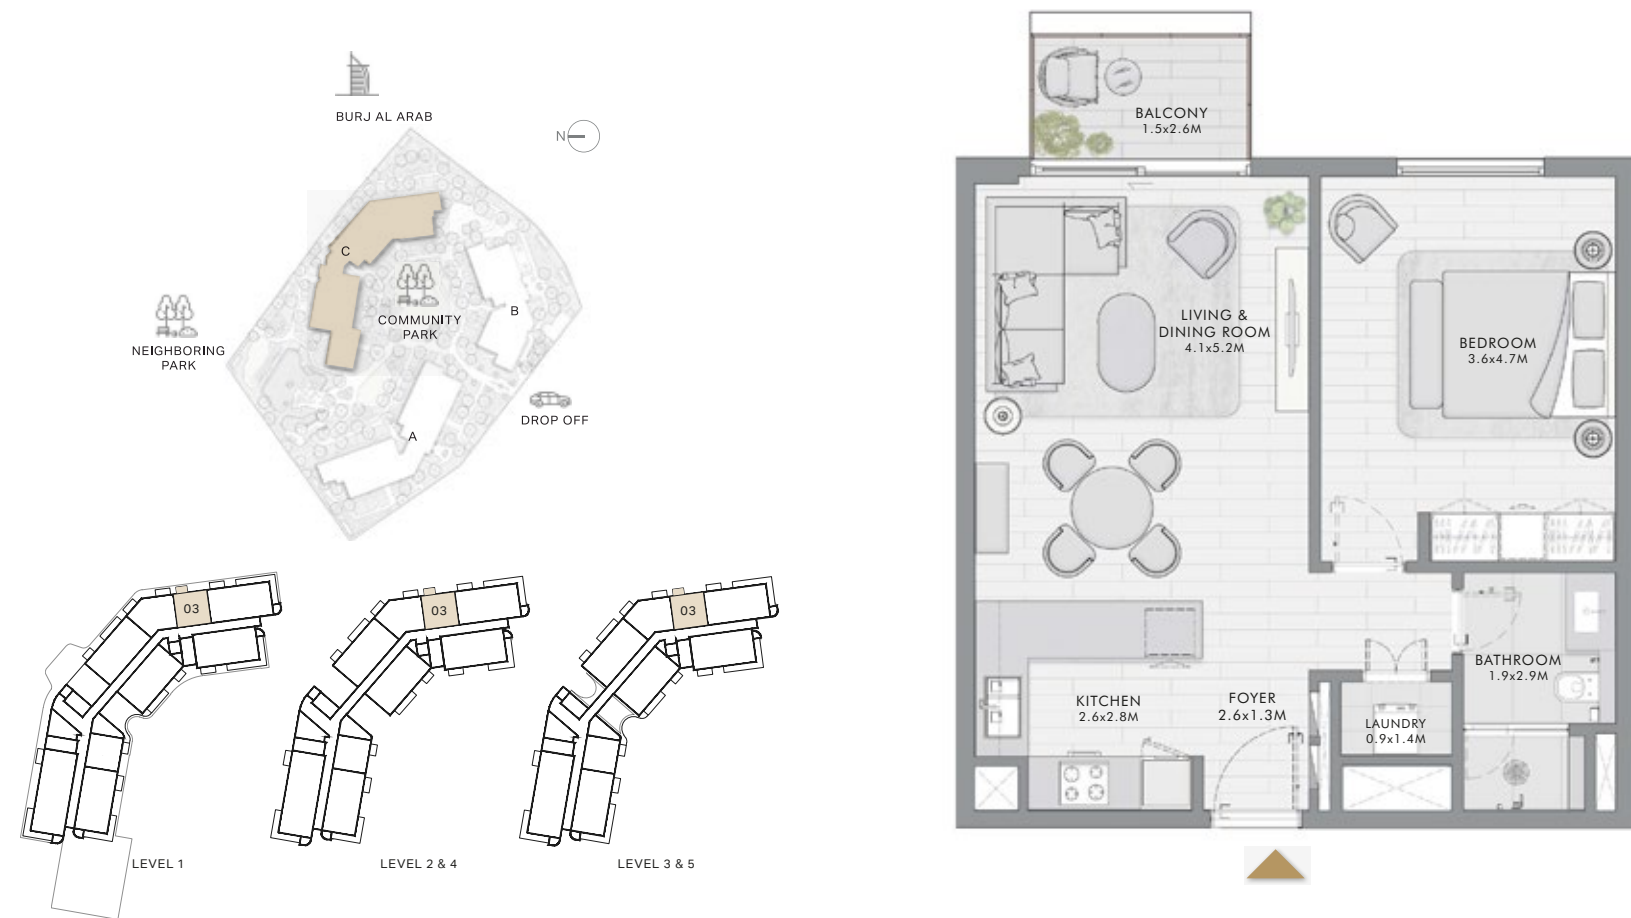 BURJ AL ARAB
N
C
COMMUNITY
PARK
B
NEIGHBORING
PARK
DROP OFF
A
03
03
03
LEVEL 1
LEVEL 2 & 4
LEVEL 3 & 5
BALCONY
1.5x2.6M
LIVING &
DINING ROOM
4.1x5.2M
BEDROOM
3.6x4.7M
BATHROOM
1.9x2.9M
KITCHEN
2.6x2.8M
FOYER
2.6x1.3M
LAUNDRY
0.9x1.4M